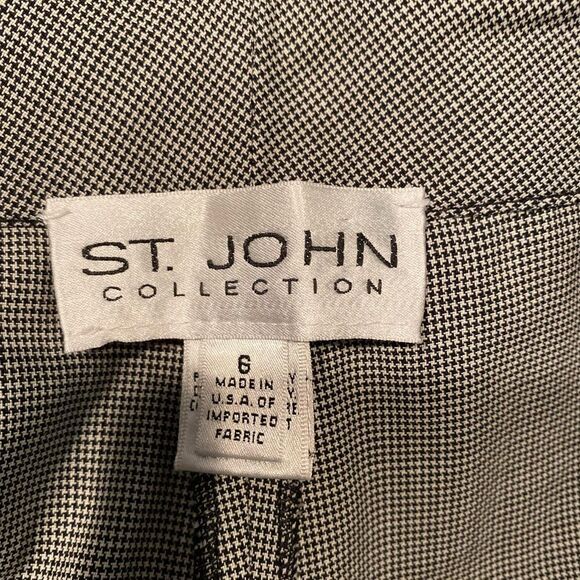 ST. JOHN
COLLECTION
6
MADE IN
U.S.A. OF
IMPORTED
FABRIC